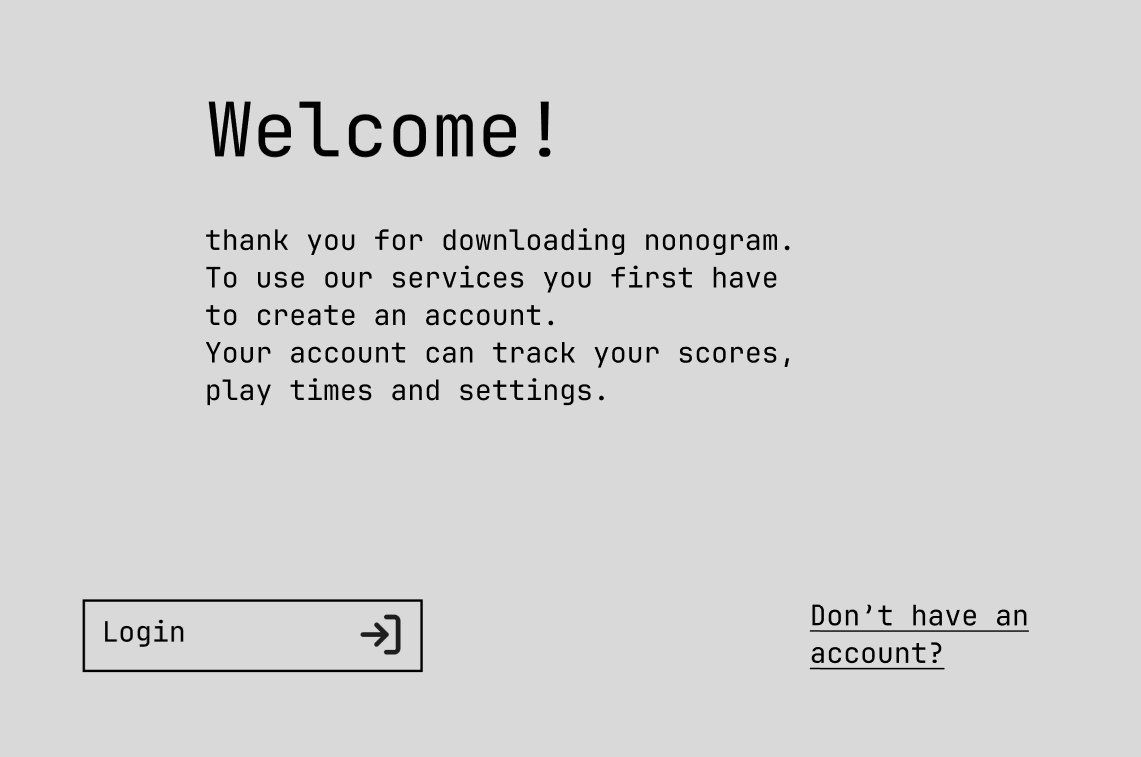 Welcome!
thank you for downloading nonogram.
To use our services you first have
to create an account.
Your account can track your scores,
play times and settings.
Login
Don’t have an
account?